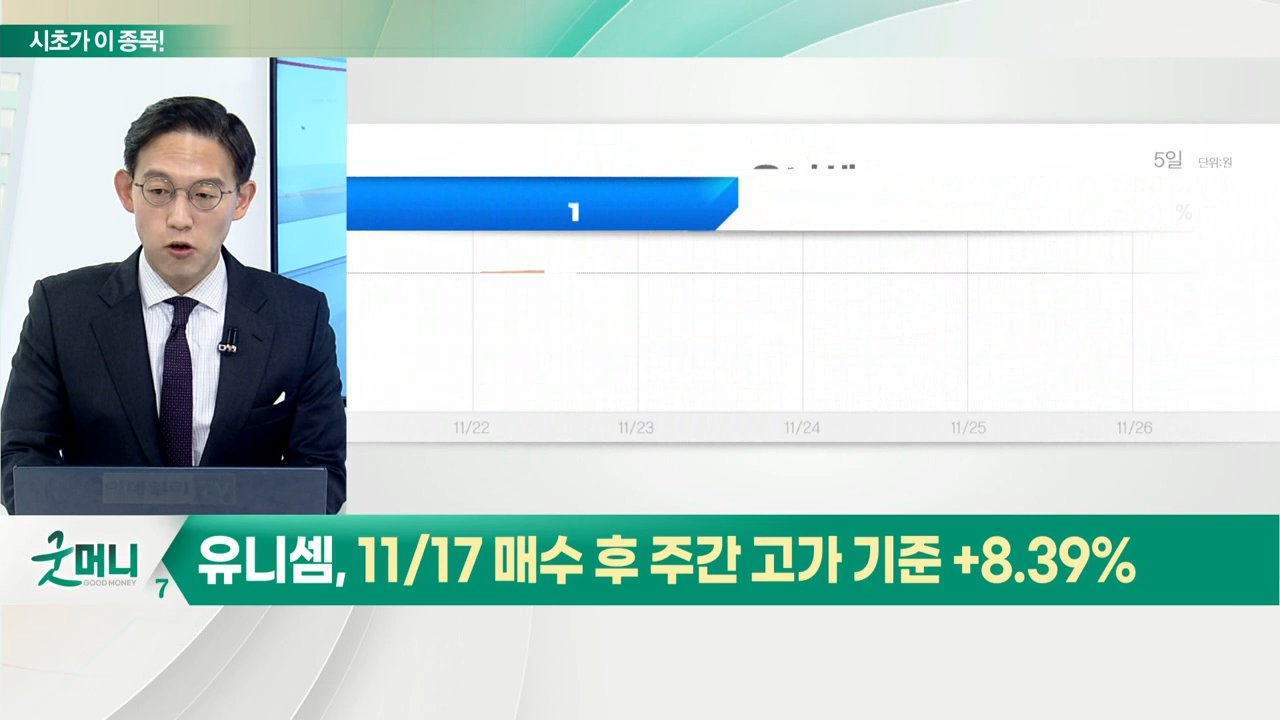 시초가 이 종목!
5일 단위:원
1
%
11/22 11/23 11/24 11/25 11/26
굿머니
GOOD MONEY
7
유니셈, 11/17 매수 후 주간 고가 기준 +8.39%